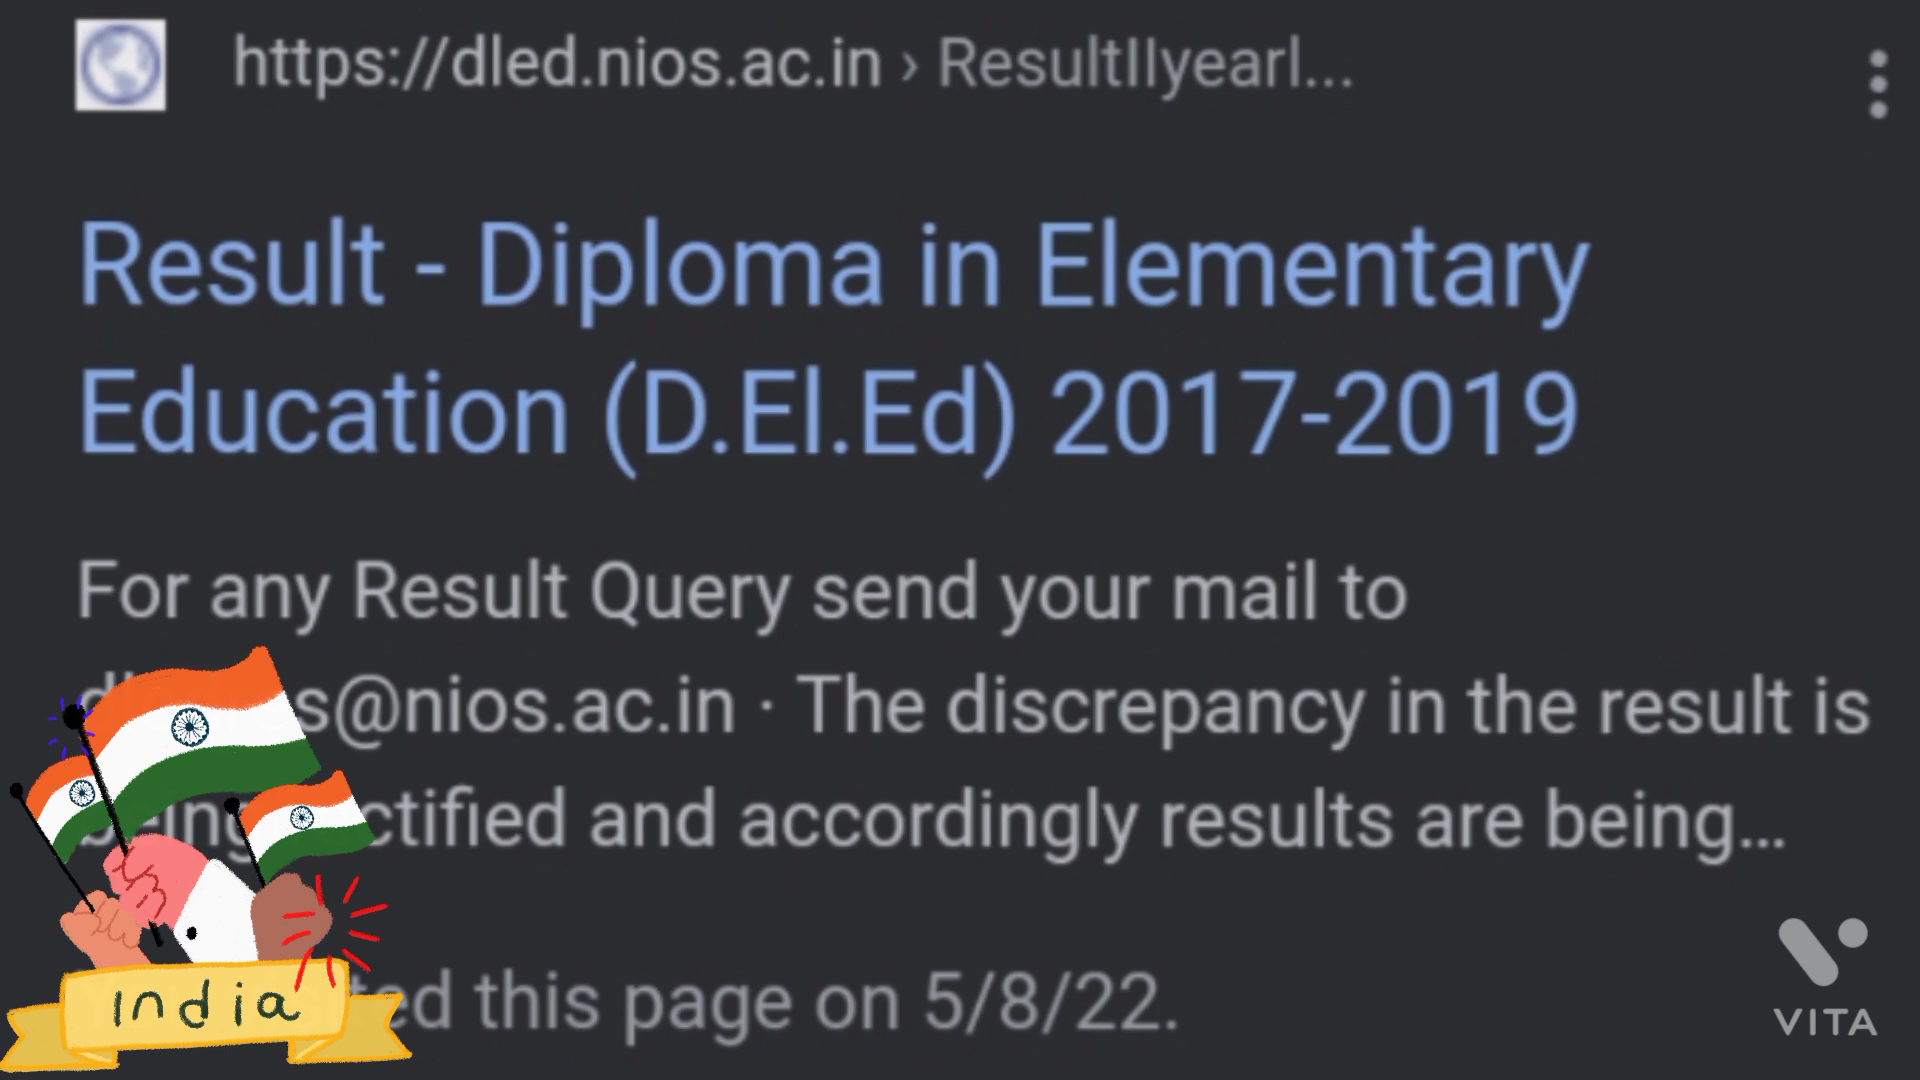 https://dled.nios.ac.in › ResultIIyearI...
Result - Diploma in Elementary
Education (D.El.Ed) 2017-2019
For any Result Query send your mail to
s@nios.ac.in · The discrepancy in the result is
and accordingly results are being...
this page on 5/8/22.
India
VITA